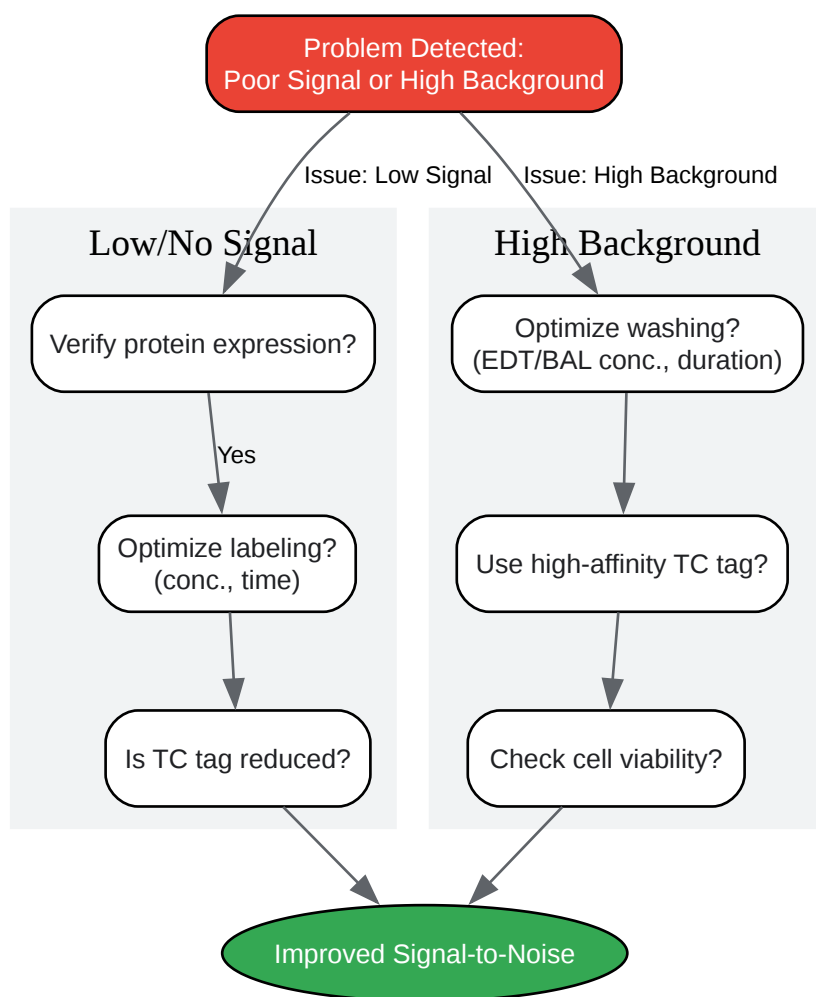 Problem Detected:
Poor Signal or High Background
Issue: Low Signal
Issue: High Background
Low/No Signal
High Background
Verify protein expression?
Optimize washing?
(EDT/BAL conc., duration)
Yes
Optimize labeling?
(conc., time)
Use high-affinity TC tag?
Is TC tag reduced?
Check cell viability?
Improved Signal-to-Noise